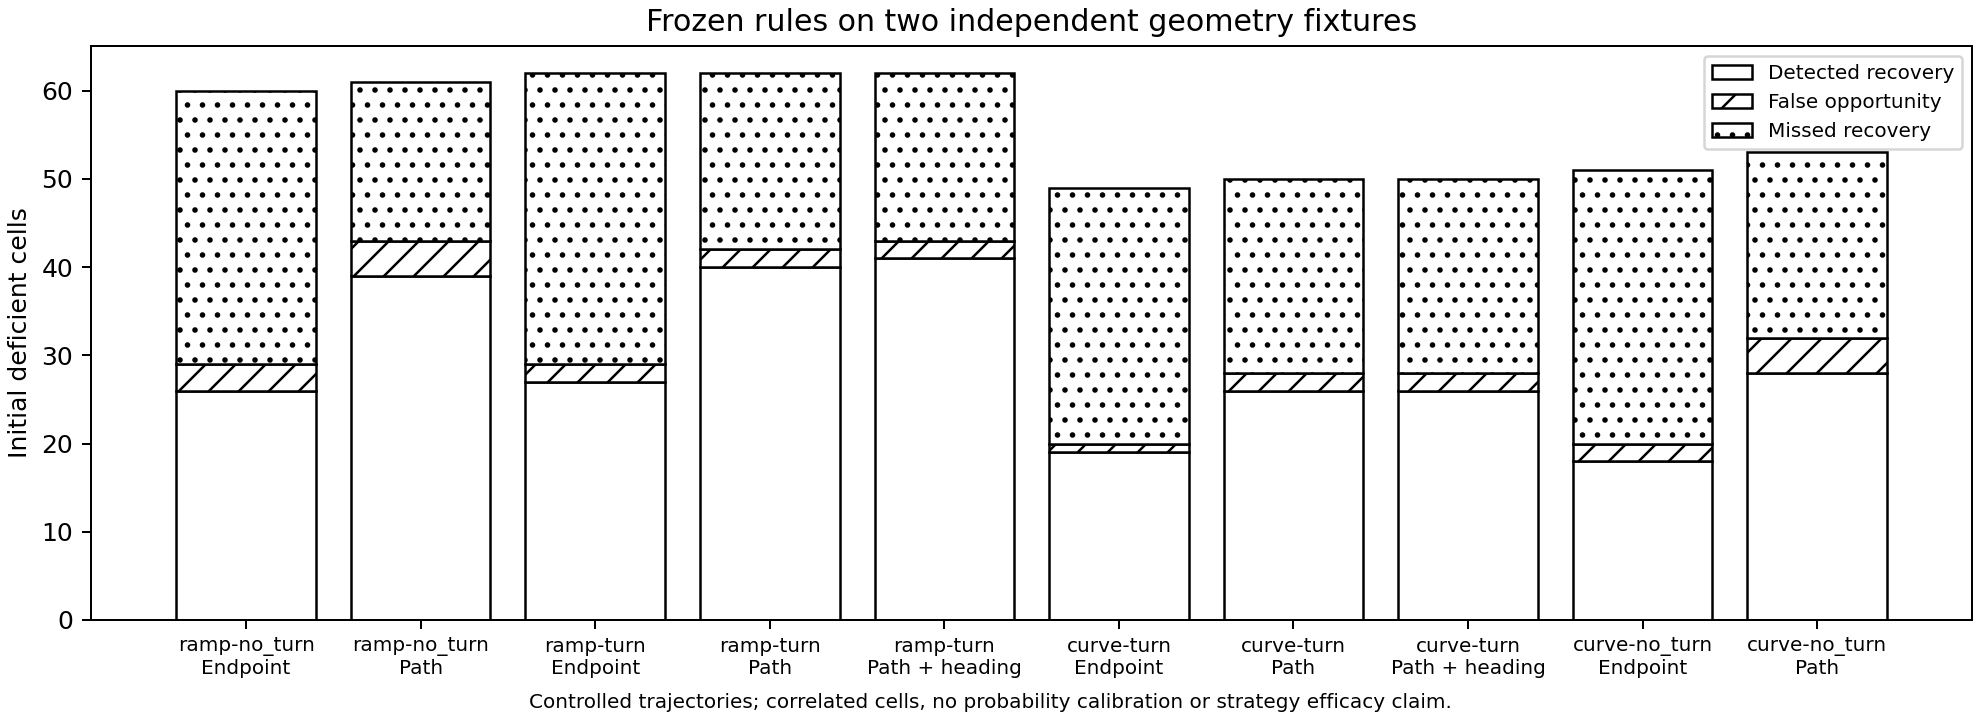 Frozen rules on two independent geometry fixtures
Detected recovery
False opportunity
Missed recovery
Initial deficient cells
60
50
40
30
20
10
0
ramp-no_turn
Endpoint
ramp-no_turn
Path
ramp-turn
Endpoint
ramp-turn
Path
ramp-turn
Path + heading
curve-turn
Endpoint
curve-turn
Path
curve-turn
Path + heading
curve-no_turn
Endpoint
curve-no_turn
Path
Controlled trajectories; correlated cells, no probability calibration or strategy efficacy claim.